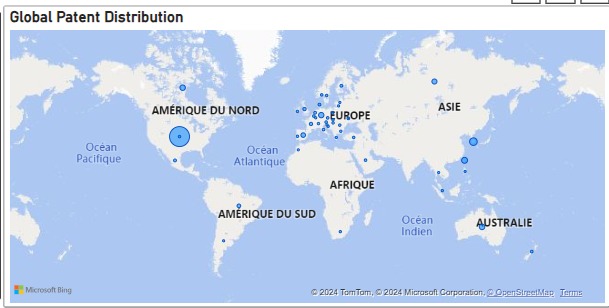 Global Patent Distribution
AMÉRIQUE DU NORD
EUROPE
ASIE
Océan
Pacifique
Océan
Atlantique
AFRIQUE
AMÉRIQUE DU SUD
Océan
Indien
AUSTRALIE
Microsoft Bing
© 2024 TomTom, © 2024 Microsoft Corporation, © OpenStreetMap Terms